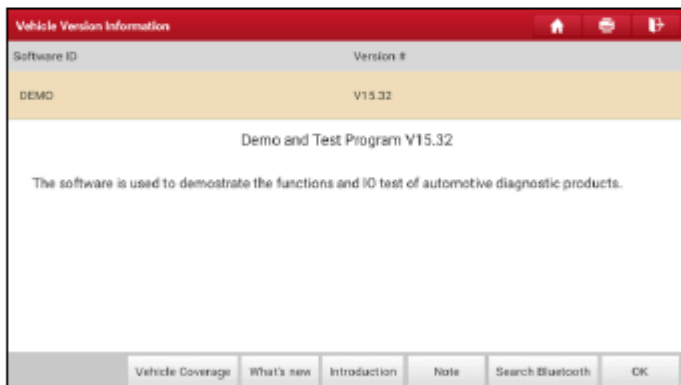 Vehicle Version Information
Software ID Version #
DEMO V15.32
Demo and Test Program V15.32
The software is used to demostrate the functions and IO test of automotive diagnostic products.
Vehicle Coverage What's new Introduction Note Search Bluetooth OK